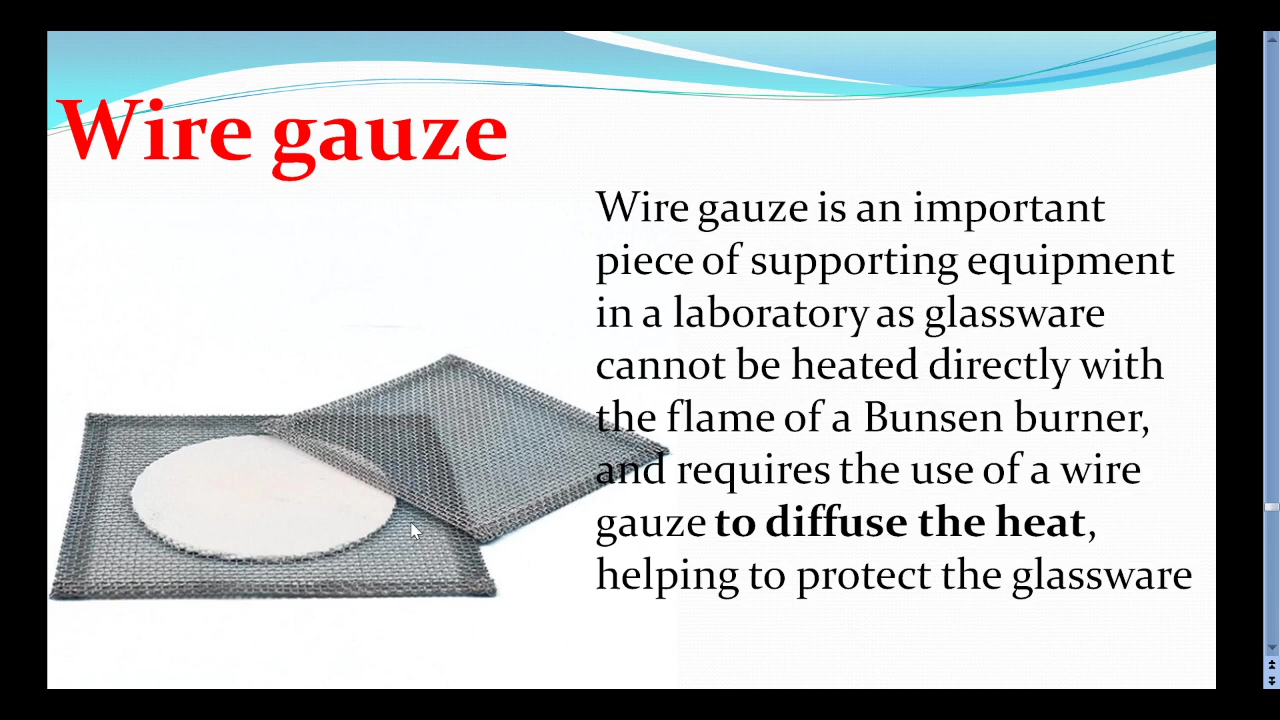 Wire gauze
Wire gauze is an important
piece of supporting equipment
in a laboratory as glassware
cannot be heated directly with
the flame of a Bunsen burner,
and requires the use of a wire
gauze to diffuse the heat,
helping to protect the glassware